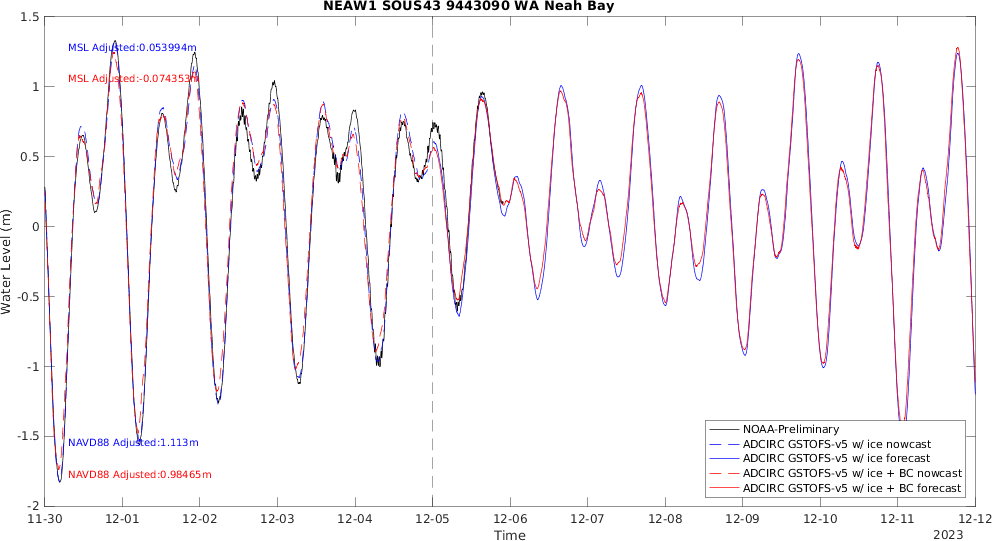 NEAW1 SOUS43 9443090 WA Neah Bay
1.5
1
0.5
0
-0.5
-1
-1.5
-2
Water Level (m)
MSL Adjusted:0.053994m
MSL Adjusted:-0.074353m
NAVD88 Adjusted:1.113m
NAVD88 Adjusted:0.98465m
NOAA-Preliminary
ADCIRC GSTOFS-v5 w/ ice nowcast
ADCIRC GSTOFS-v5 w/ ice forecast
ADCIRC GSTOFS-v5 w/ ice + BC nowcast
ADCIRC GSTOFS-v5 w/ ice + BC forecast
11-30 12-01 12-02 12-03 12-04 12-05 12-06 12-07 12-08 12-09 12-10 12-11 12-12
Time
2023